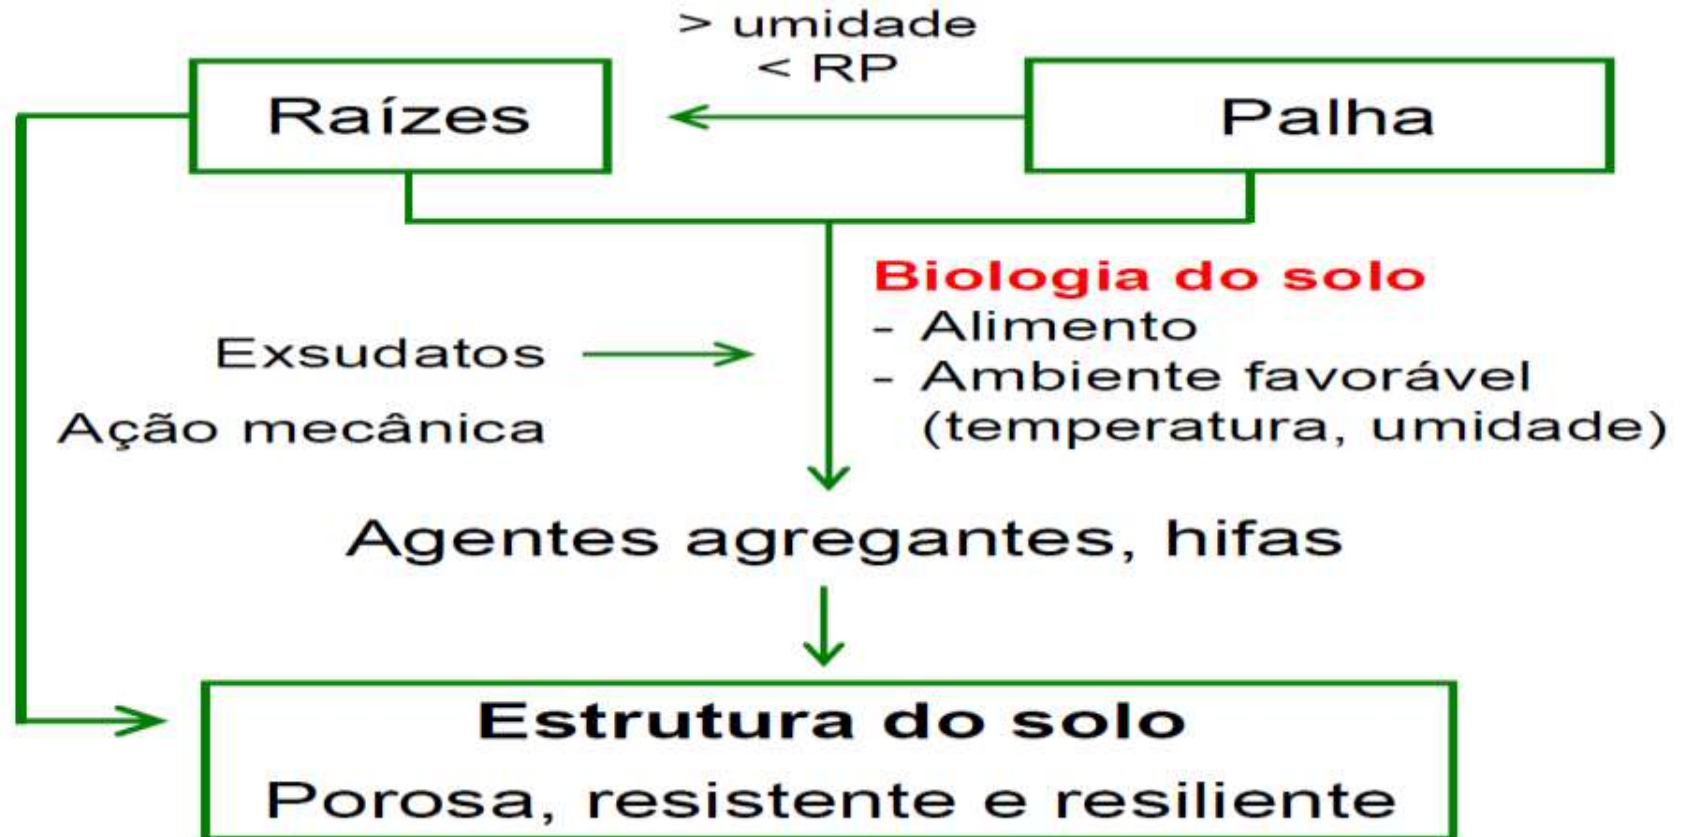 > umidade
< RP
Raízes
Palha
Biologia do solo
- Alimento
- Ambiente favorável
(temperatura, umidade)
Exsudatos
Ação mecânica
Agentes agregantes, hifas
Estrutura do solo
Porosa, resistente e resiliente